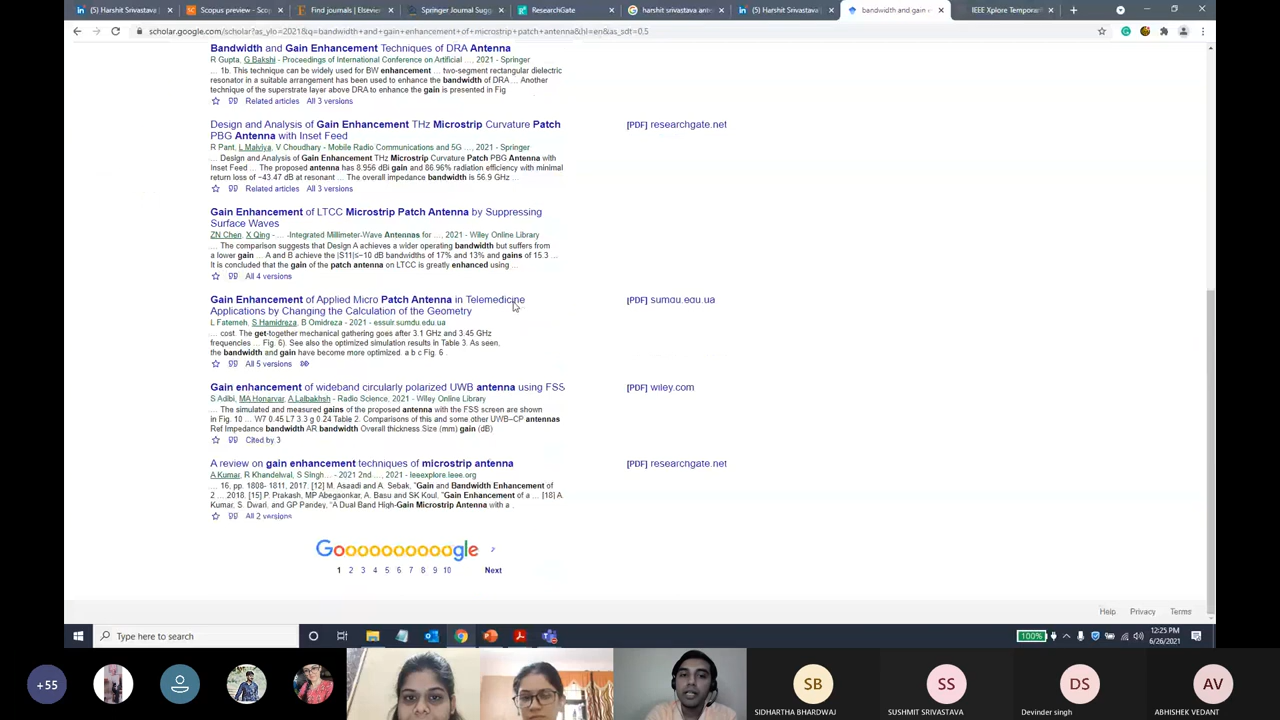 (5) Harshit Srivastava |
Scopus preview - Scopus
Find journals | Elsevier
Springer Journal Sugg
ResearchGate
harshit srivastava ante
(5) Harshit Srivastava |
bandwidth and gain e
IEEE Xplore Temporar
scholar.google.com/scholar?as_ylo=2021&q=bandwidth+and+gain+enhancement+of+microstrip+patch+antenna&hl=en&as_sdt=0,5
Bandwidth and Gain Enhancement Techniques of DRA Antenna
R Gupta, G Bakshi - Proceedings of International Conference on Artificial …, 2021 - Springer
… 1b. This technique can be widely used for BW enhancement … two-segment rectangular dielectric
resonator in a suitable arrangement has been used to enhance the bandwidth of DRA … Another
technique of the superstrate layer above DRA to enhance the gain is presented in Fig
Related articles All 3 versions
Design and Analysis of Gain Enhancement THz Microstrip Curvature Patch
PBG Antenna with Inset Feed
[PDF] researchgate.net
R Pant, L Malviya, V Choudhary - Mobile Radio Communications and 5G …, 2021 - Springer
… Design and Analysis of Gain Enhancement THz Microstrip Curvature Patch PBG Antenna with
Inset Feed … The proposed antenna has 8.956 dBi gain and 86.96% radiation efficiency with minimal
return loss of −43.47 dB at resonant … The overall impedance bandwidth is 56.9 GHz …
Related articles All 3 versions
Gain Enhancement of LTCC Microstrip Patch Antenna by Suppressing
Surface Waves
ZN Chen, X Qing - … -Integrated Millimeter-Wave Antennas for …, 2021 - Wiley Online Library
… The comparison suggests that Design A achieves a wider operating bandwidth but suffers from
a lower gain … A and B achieve the |S11|≤−10 dB bandwidths of 17% and 13% and gains of 15.3 …
It is concluded that the gain of the patch antenna on LTCC is greatly enhanced using …
All 4 versions
Gain Enhancement of Applied Micro Patch Antenna in Telemedicine
Applications by Changing the Calculation of the Geometry
[PDF] sumdu.edu.ua
L Fatemeh, S Hamidreza, B Omidreza - 2021 - essuir sumdu edu ua
… cost. The get-together mechanical gathering goes after 3.1 GHz and 3.45 GHz
frequencies … Fig. 6). See also the optimized simulation results in Table 3. As seen,
the bandwidth and gain have become more optimized. a b c Fig. 6 .
All 5 versions
Gain enhancement of wideband circularly polarized UWB antenna using FSS
[PDF] wiley.com
S Adibi, MA Honarvar, A Lalbakhsh - Radio Science, 2021 - Wiley Online Library
… The simulated and measured gains of the proposed antenna with the FSS screen are shown
in Fig. 10 … W7 0.45 L7 3.3 g 0.24 Table 2. Comparisons of this and some other UWB−CP antennas
Ref Impedance bandwidth AR bandwidth Overall thickness Size (mm) gain (dB)
Cited by 3
A review on gain enhancement techniques of microstrip antenna
[PDF] researchgate.net
A Kumar, R Khandelwal, S Singh… - 2021 2nd …, 2021 - ieeexplore.ieee.org
… 16, pp. 1808- 1811, 2017. [12] M. Asaadi and A. Sebak, "Gain and Bandwidth Enhancement of
2 … 2018. [15] P. Prakash, MP Abegaonkar, A. Basu and SK Koul, "Gain Enhancement of a … [18] A
Kumar, S. Dwari, and GP Pandey, "A Dual Band High-Gain Microstrip Antenna with a .
All 2 versions
Gooooooooooogle
1 2 3 4 5 6 7 8 9 10 Next
Help Privacy Terms
Type here to search
100%
12:25 PM
6/26/2021
+55
SB
SIDHARTHA BHARDWAJ
SS
SUSHMIT SRIVASTAVA
DS
Devinder singh
AV
ABHISHEK VEDANT